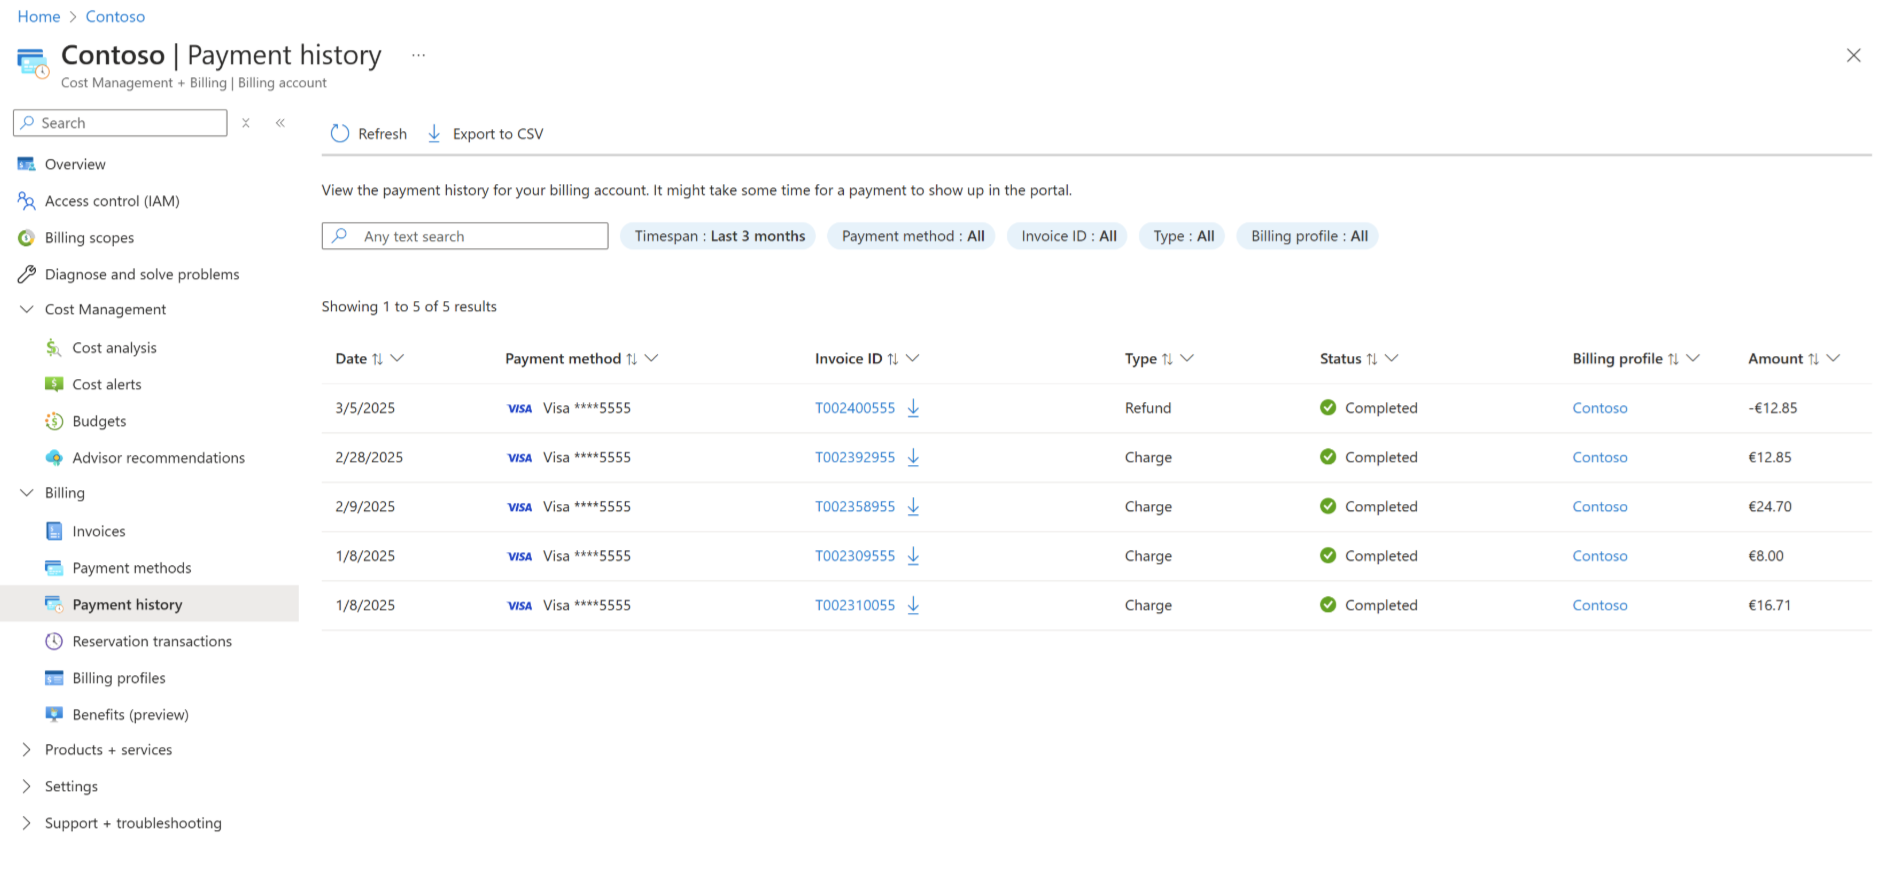 Home > Contoso
Contoso | Payment history ...
Cost Management + Billing | Billing account
Search
Overview
Access control (IAM)
Billing scopes
Diagnose and solve problems
Cost Management
Cost analysis
Cost alerts
Budgets
Advisor recommendations
Billing
Invoices
Payment methods
Payment history
Reservation transactions
Billing profiles
Benefits (preview)
Products + services
Settings
Support + troubleshooting
Refresh Export to CSV
View the payment history for your billing account. It might take some time for a payment to show up in the portal.
Any text search Timespan : Last 3 months Payment method : All Invoice ID : All Type : All Billing profile : All
Showing 1 to 5 of 5 results
Date Payment method Invoice ID Type Status Billing profile Amount
3/5/2025 VISA Visa ****5555 T002400555 Refund Completed Contoso -€12.85
2/28/2025 VISA Visa ****5555 T002392955 Charge Completed Contoso €12.85
2/9/2025 VISA Visa ****5555 T002358955 Charge Completed Contoso €24.70
1/8/2025 VISA Visa ****5555 T002309555 Charge Completed Contoso €8.00
1/8/2025 VISA Visa ****5555 T002310055 Charge Completed Contoso €16.71